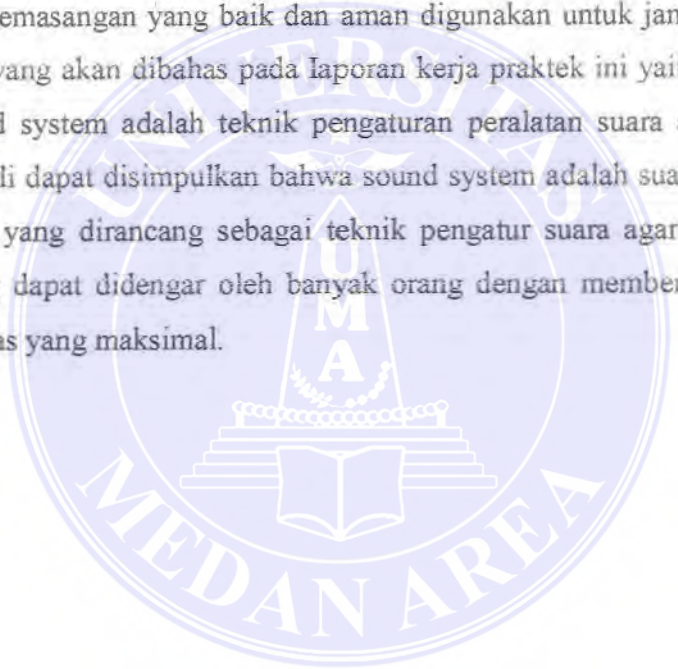 emasangan yang baik dan aman digunakan untuk jan
yang akan dibahas pada laporan kerja praktek ini yai
d system adalah teknik pengaturan peralatan suara a
li dapat disimpulkan bahwa sound system adalah sua
yang dirancang sebagai teknik pengatur suara agar
dapat didengar oleh banyak orang dengan member
as yang maksimal.
UNIVERSITAS
UMA
MEDAN AREA